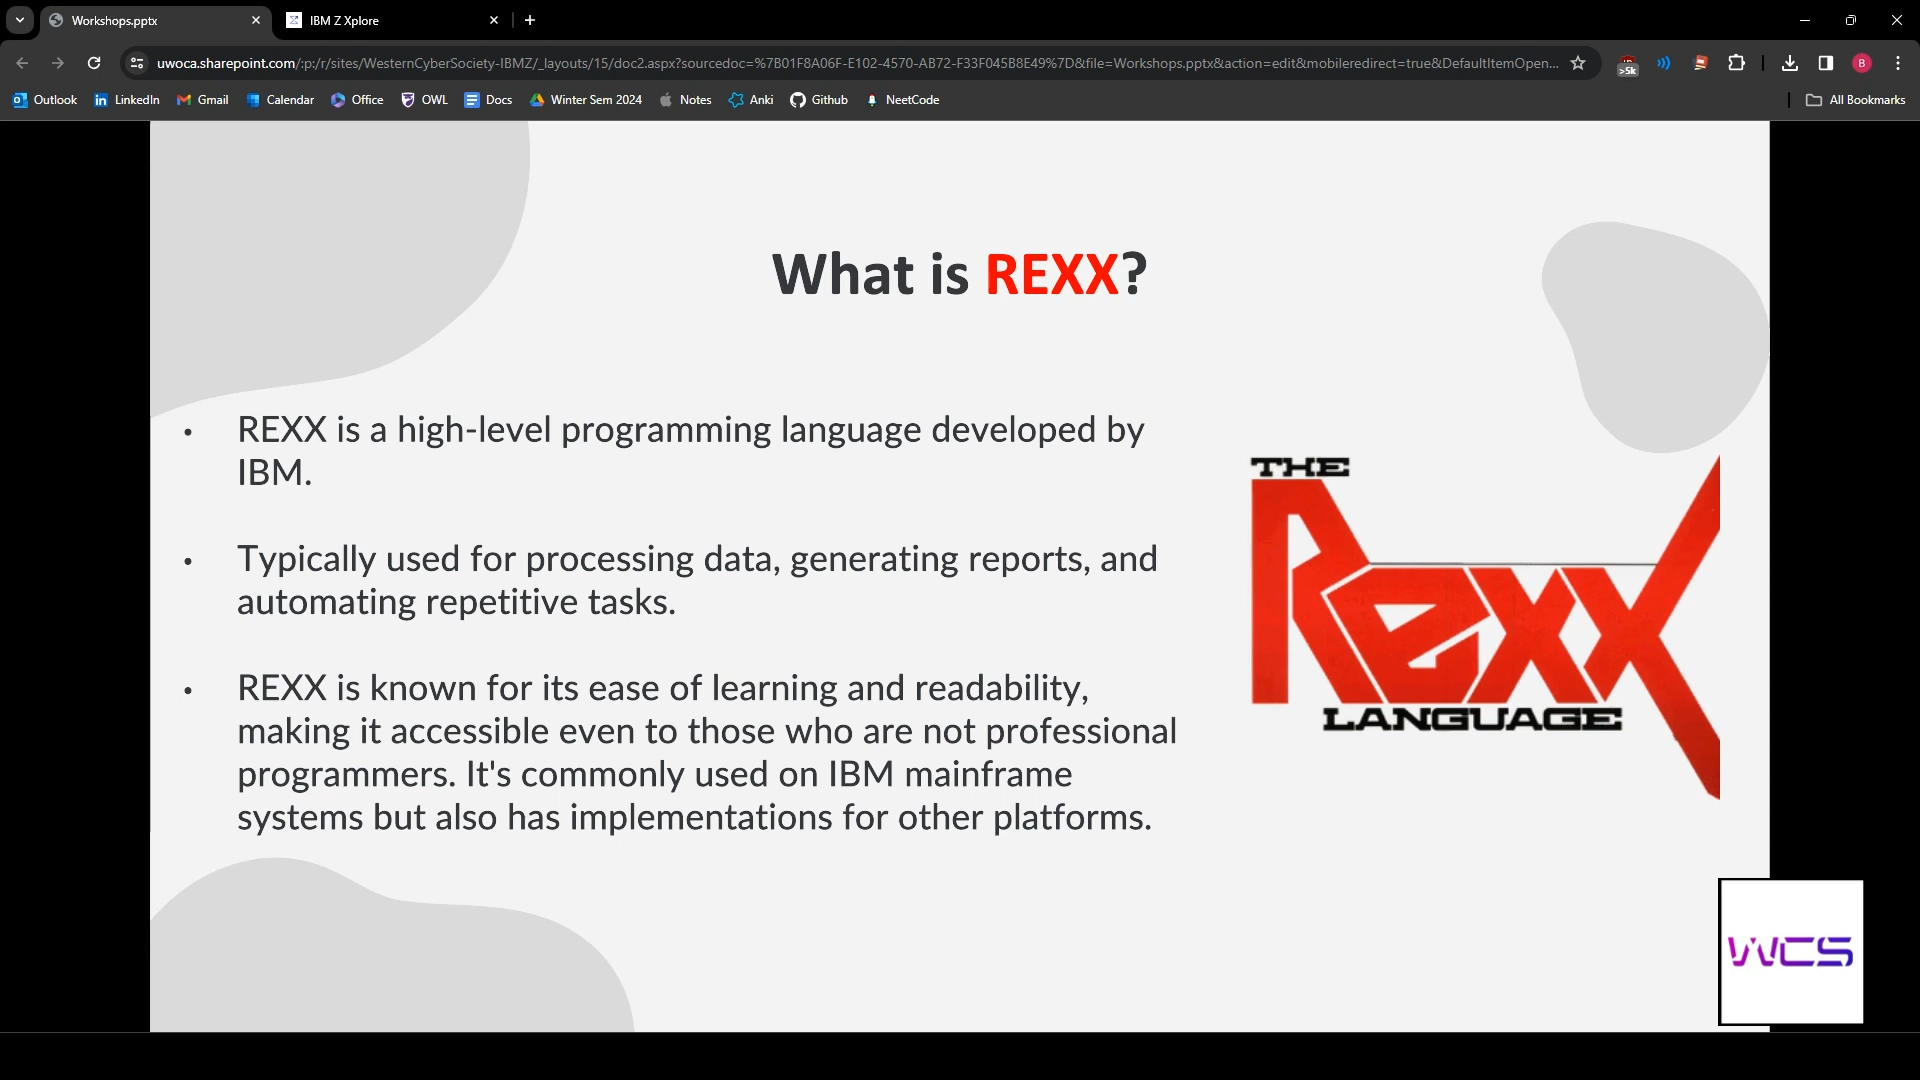 Workshops.pptx
IBM Z Xplore
uwoca.sharepoint.com/:p:/r/sites/WesternCyberSociety-IBMZ/_layouts/15/doc2.aspx?sourcedoc=%7B01F8A06F-E102-4570-AB72-F33F045B8E49%7D&file=Workshops.pptx&action=edit&mobileredirect=true&DefaultItemOpen...
>5k
B
Outlook
LinkedIn
Gmail
Calendar
Office
OWL
Docs
Winter Sem 2024
Notes
Anki
Github
NeetCode
All Bookmarks
What is REXX?
• REXX is a high-level programming language developed by
IBM.
• Typically used for processing data, generating reports, and
automating repetitive tasks.
• REXX is known for its ease of learning and readability,
making it accessible even to those who are not professional
programmers. It's commonly used on IBM mainframe
systems but also has implementations for other platforms.
THE
Rexx
LANGUAGE
WCS